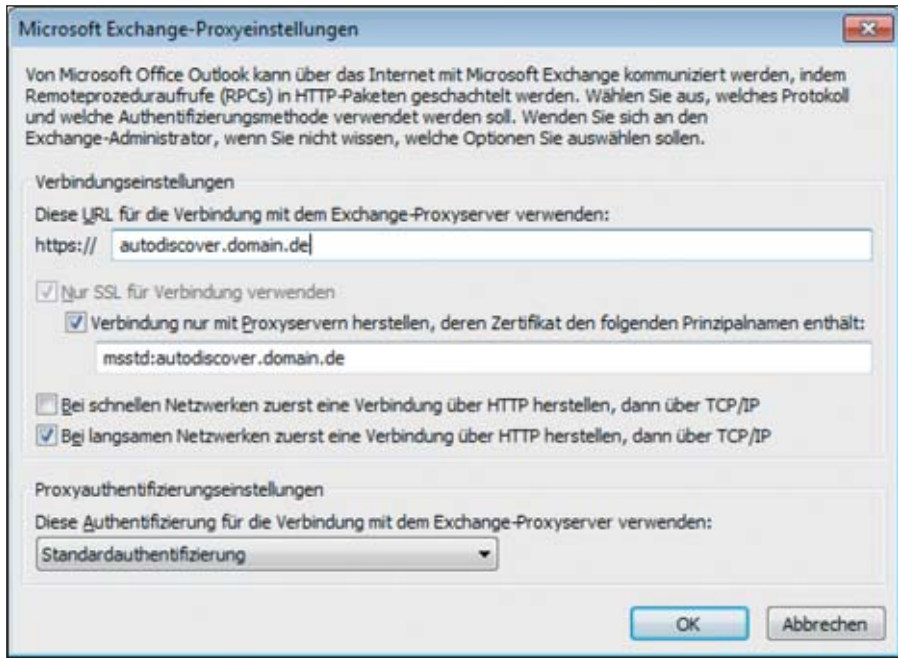 Microsoft Exchange-Proxyeinstellungen
Von Microsoft Office Outlook kann über das Internet mit Microsoft Exchange kommuniziert werden, indem
Remoteprozeduraufrufe (RPCs) in HTTP-Paketen geschachtelt werden. Wählen Sie aus, welches Protokoll
und welche Authentifizierungsmethode verwendet werden soll. Wenden Sie sich an den
Exchange-Administrator, wenn Sie nicht wissen, welche Optionen Sie auswählen sollen.
Verbindungseinstellungen
Diese URL für die Verbindung mit dem Exchange-Proxyserver verwenden:
https:// autodiscover.domain.de
Nur SSL für Verbindung verwenden
Verbindung nur mit Proxyservern herstellen, deren Zertifikat den folgenden Prinzipalnamen enthält:
msstd:autodiscover.domain.de
Bei schnellen Netzwerken zuerst eine Verbindung über HTTP herstellen, dann über TCP/IP
Bei langsamen Netzwerken zuerst eine Verbindung über HTTP herstellen, dann über TCP/IP
Proxyauthentifizierungseinstellungen
Diese Authentifizierung für die Verbindung mit dem Exchange-Proxyserver verwenden:
Standardauthentifizierung
OK Abbrechen